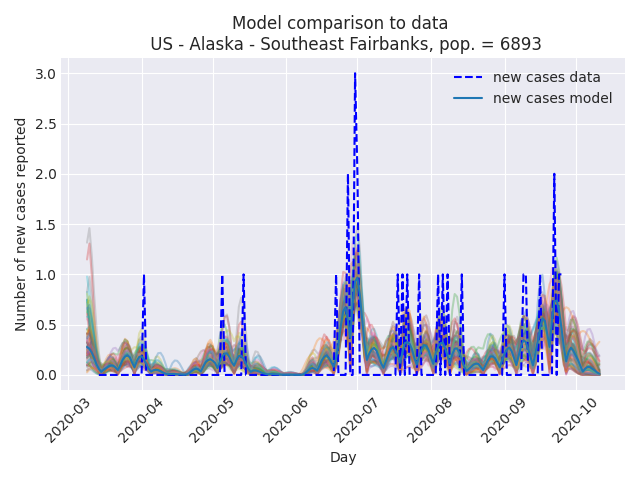 Model comparison to data
US - Alaska - Southeast Fairbanks, pop. = 6893
new cases data
new cases model
Number of new cases reported
3.0
2.5
2.0
1.5
1.0
0.5
0.0
2020-03
2020-04
2020-05
2020-06
2020-07
2020-08
2020-09
2020-10
Day